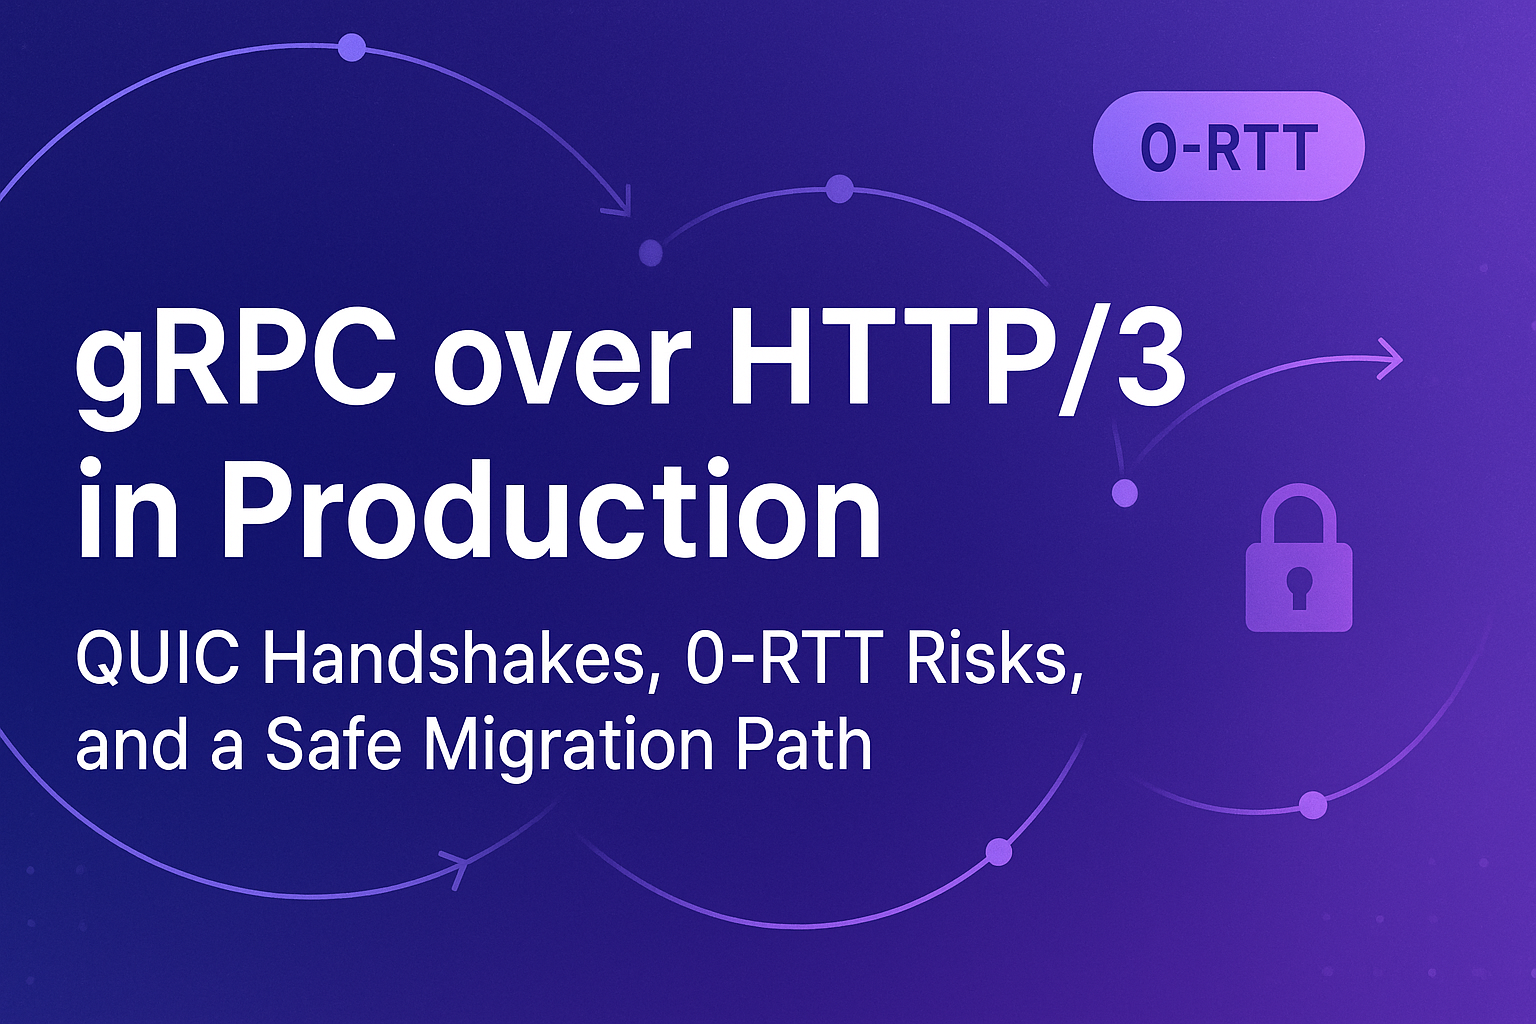 0-RTT
gRPC over HTTP/3
in Production
QUIC Handshakes, 0-RTT Risks,
and a Safe Migration Path